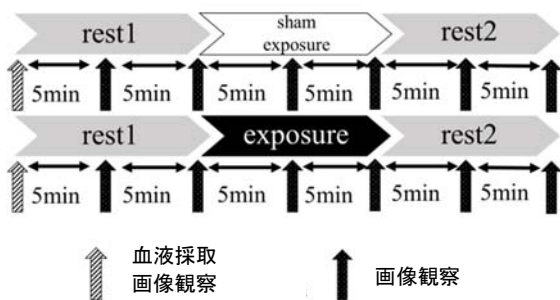 rest1
sham
exposure
rest2
5min 5min 5min 5min 5min 5min
rest1
exposure
rest2
5min 5min 5min 5min 5min 5min
血液採取
画像観察
画像観察